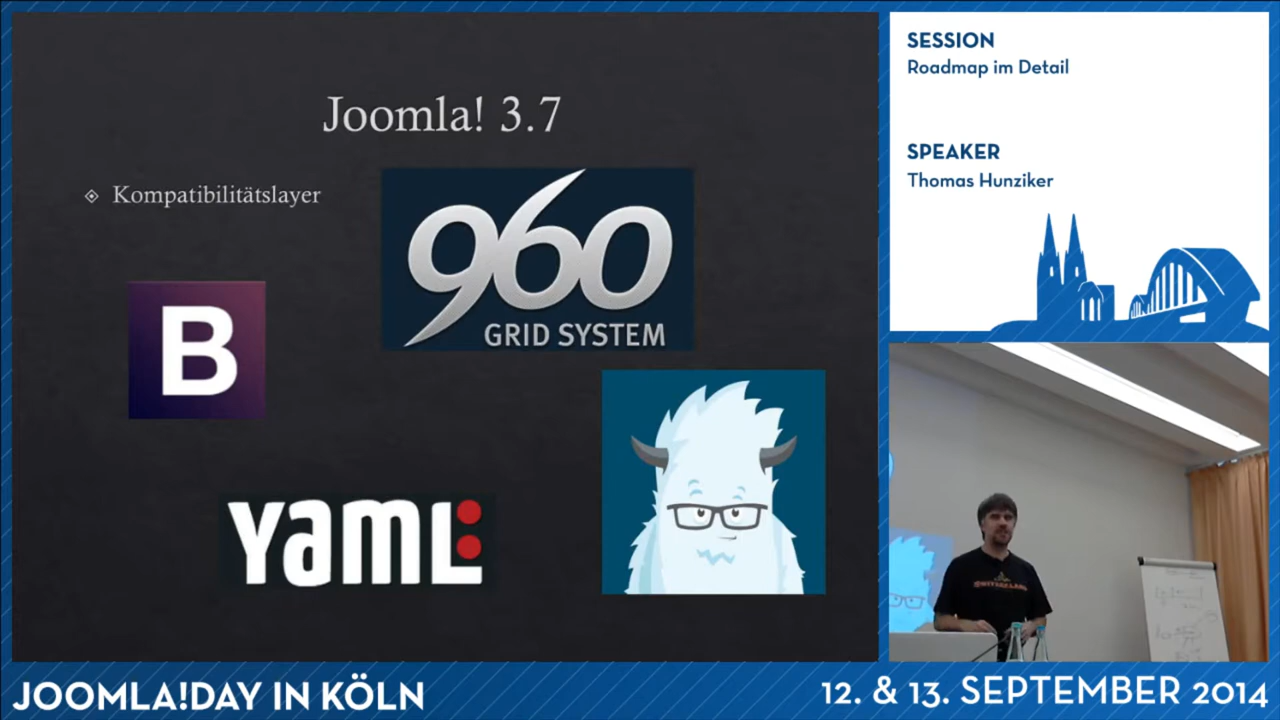 Joomla! 3.7
Kompatibilitätslayer
960
GRID SYSTEM
B
YAML
SESSION
Roadmap im Detail
SPEAKER
Thomas Hunziker
JOOMLA!DAY IN KÖLN
12. & 13. SEPTEMBER 2014